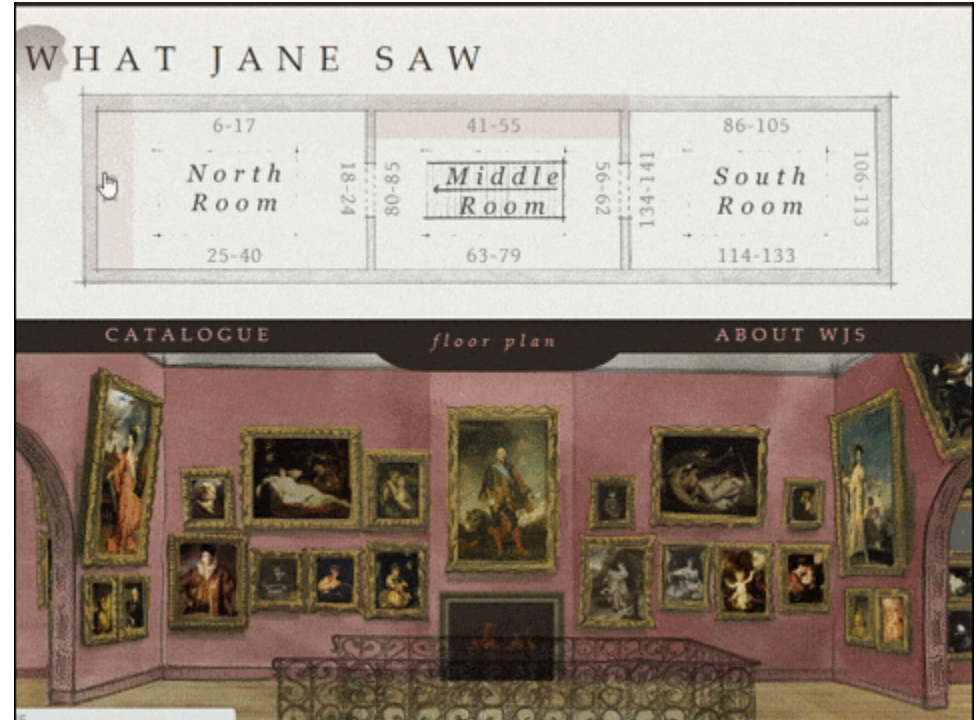 WHAT JANE SAW
6-17
41-55
86-105
North
Room
18-24
80-85
Middle
Room
56-62
134-141
South
Room
106-113
25-40
63-79
114-133
CATALOGUE
floor plan
ABOUT WJS